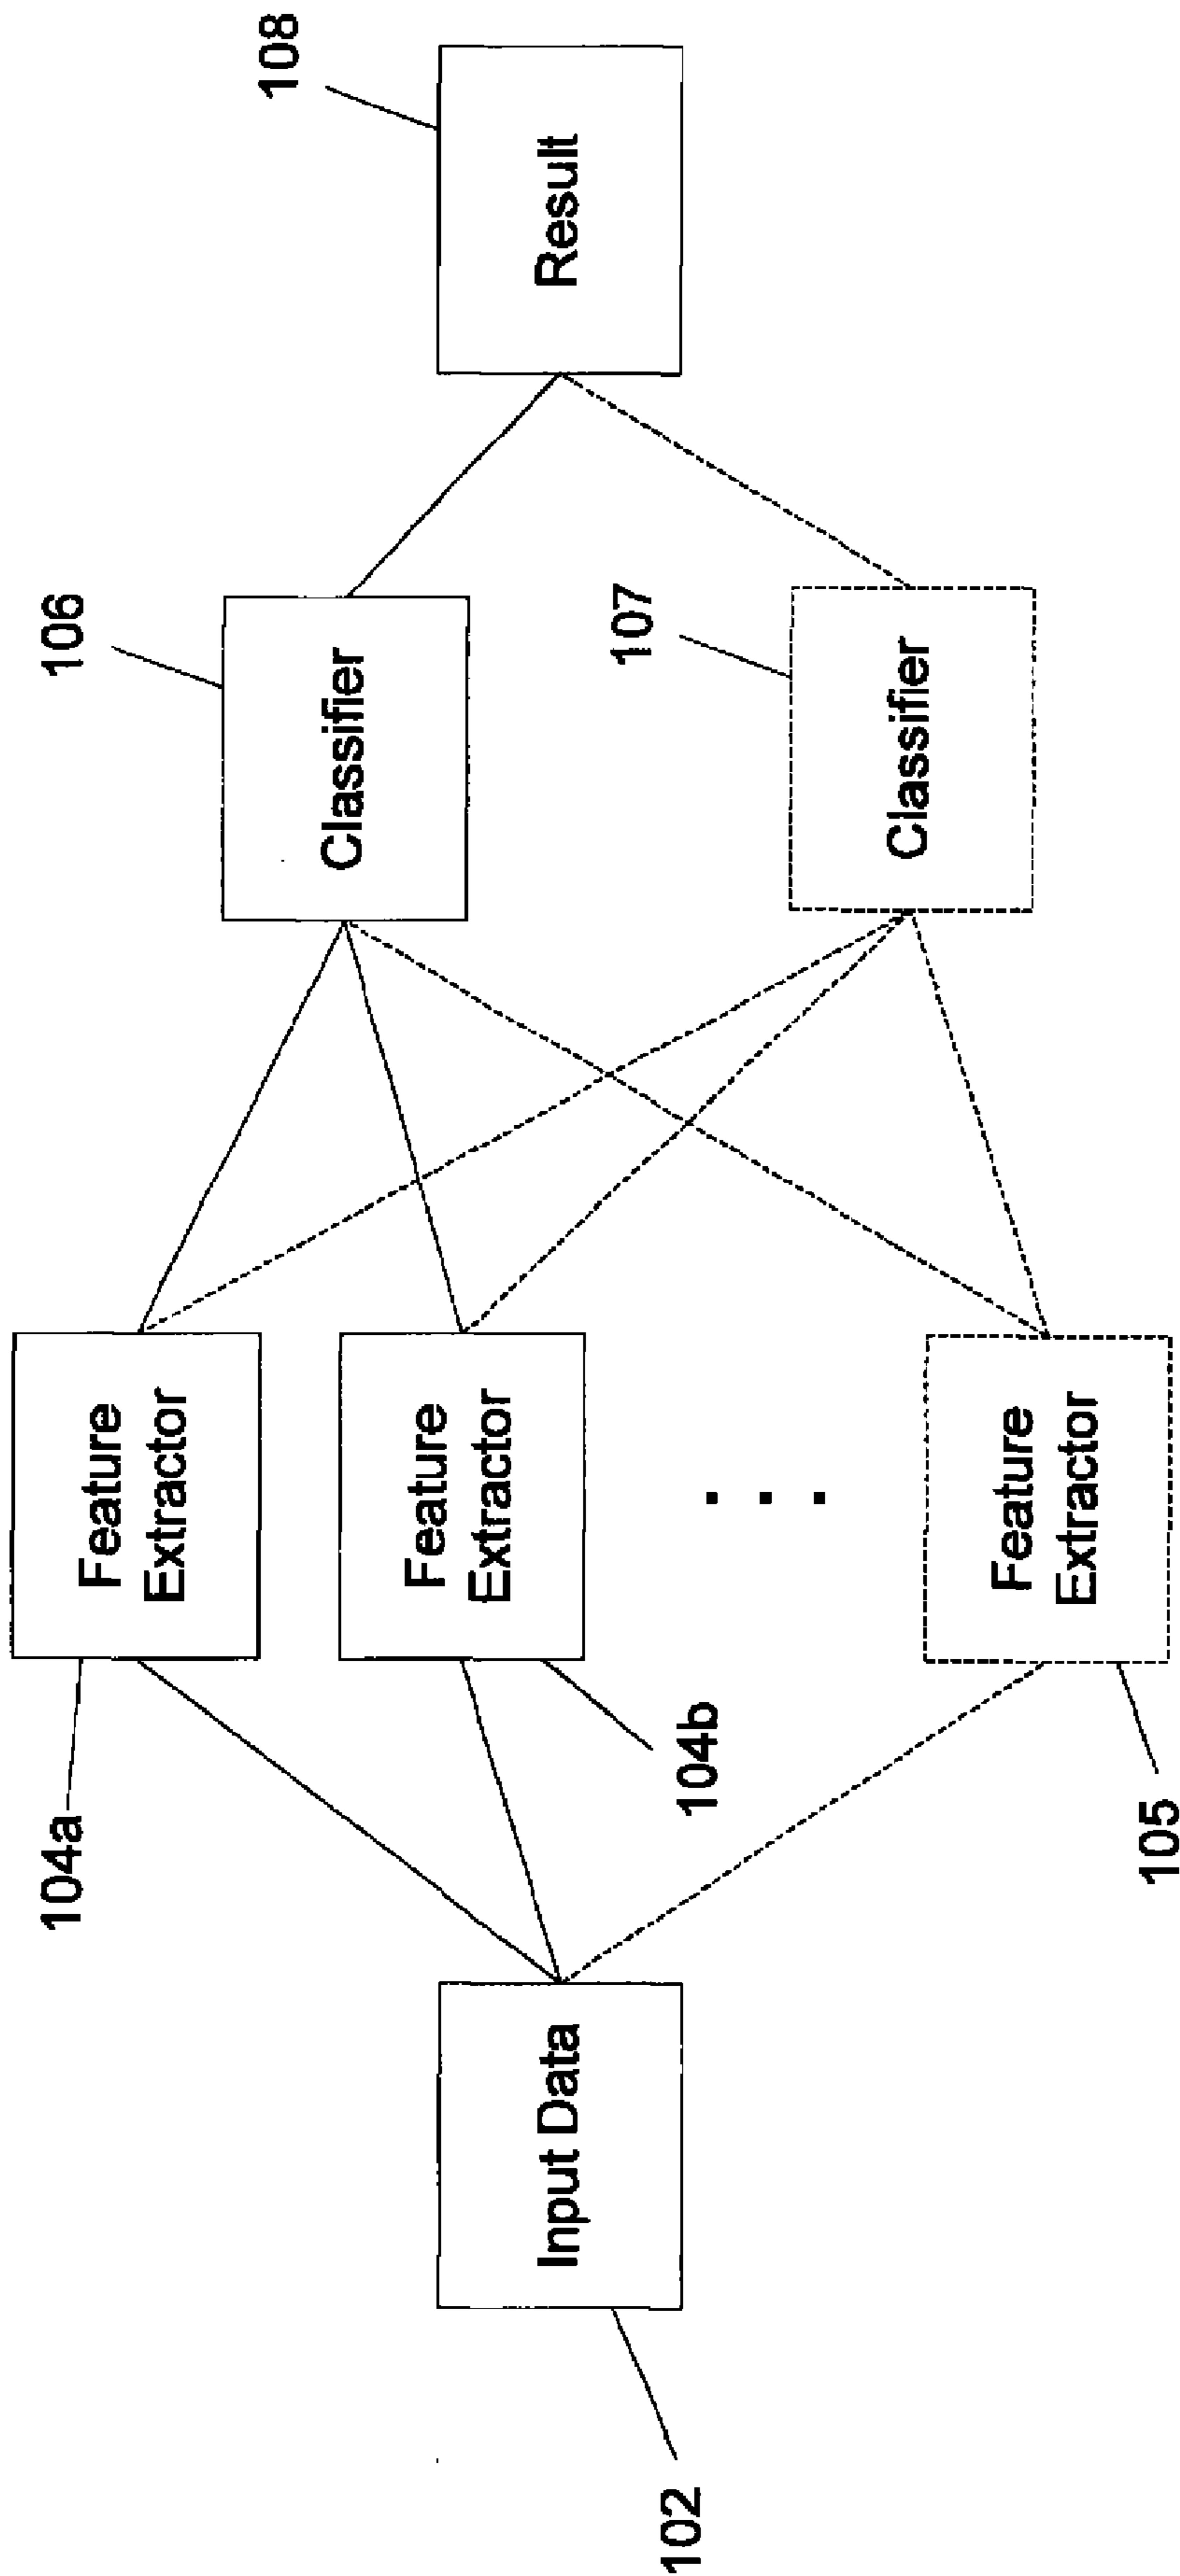 102
Input Data
104a
Feature
Extractor
104b
Feature
Extractor
. . .
105
Feature
Extractor
106
Classifier
107
Classifier
108
Result